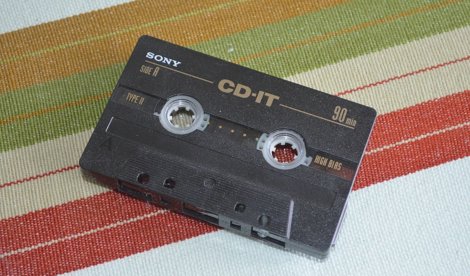 SONY
SIDE A
CD-IT
90 min
TYPE II
HIGH BIAS
A